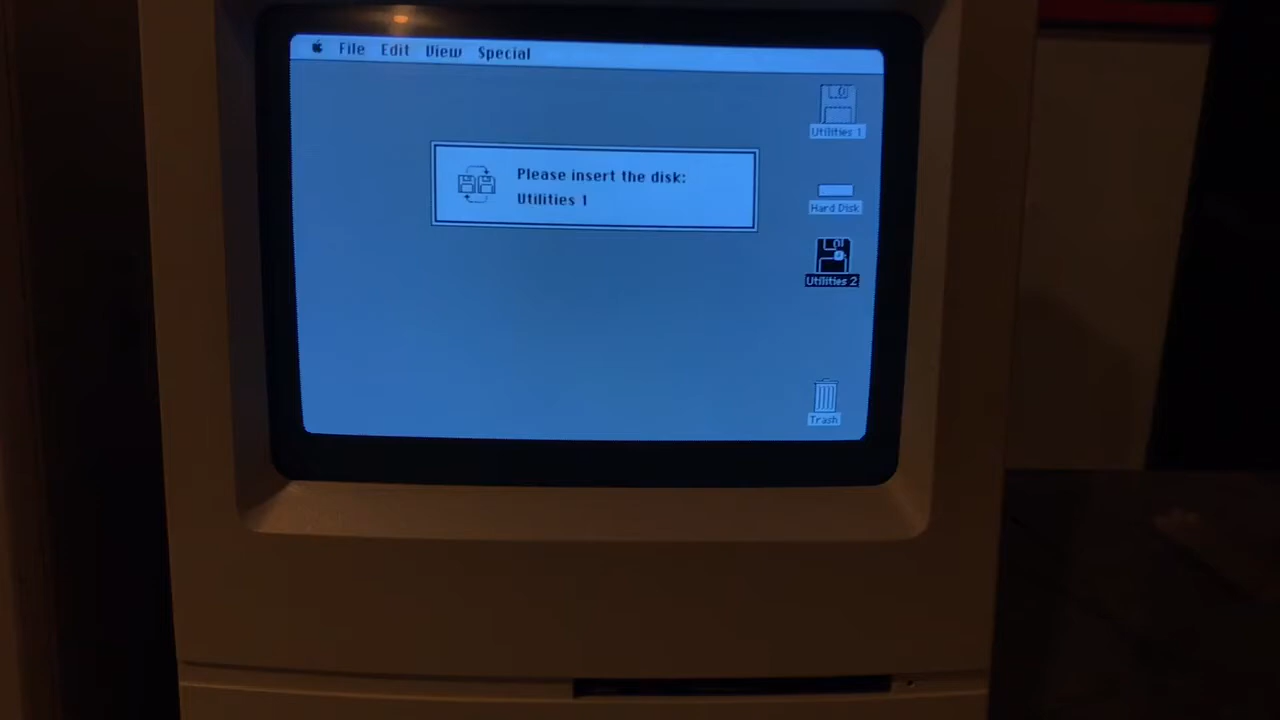 File Edit View Special
Utilities 1
Please insert the disk:
Utilities 1
Hard Disk
Utilities 2
Trash